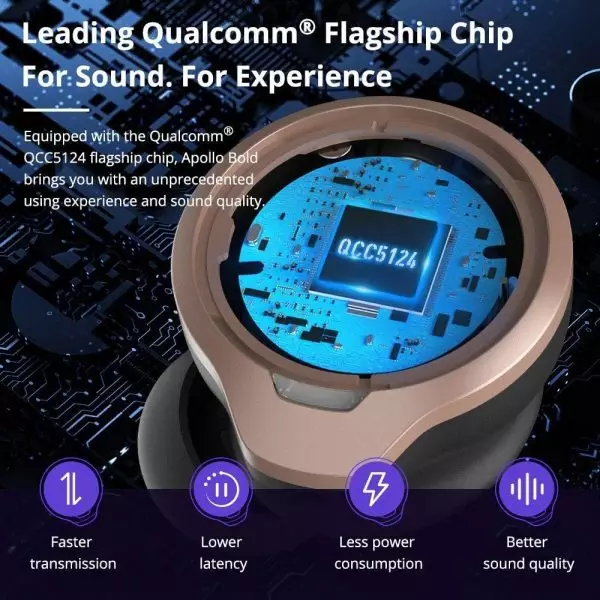 Leading Qualcomm® Flagship Chip
For Sound. For Experience
Equipped with the Qualcomm®
QCC5124 flagship chip, Apollo Bold
brings you with an unprecedented
using experience and sound quality.
QCC5124
Faster
transmission
Lower
latency
Less power
consumption
Better
sound quality